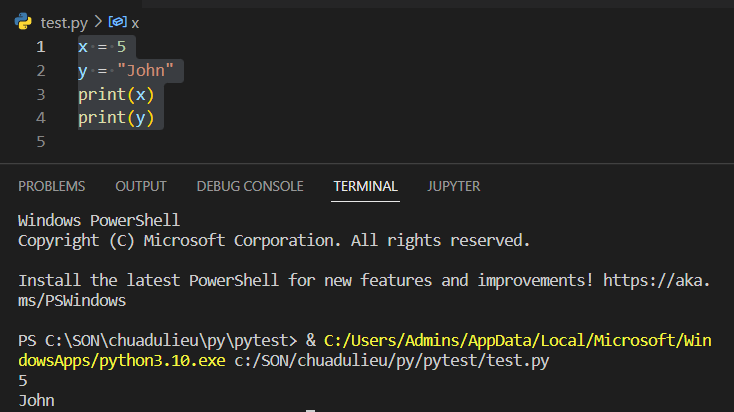 test.py > x
1 x = 5
2 y = "John"
3 print(x)
4 print(y)
5
PROBLEMS OUTPUT DEBUG CONSOLE TERMINAL JUPYTER
Windows PowerShell
Copyright (C) Microsoft Corporation. All rights reserved.
Install the latest PowerShell for new features and improvements! https://aka.
ms/PSWindows
PS C:\SON\chuadulieu\py\pytest> & C:/Users/Admins/AppData/Local/Microsoft/Win
dowsApps/python3.10.exe c:/SON/chuadulieu/py/pytest/test.py
5
John